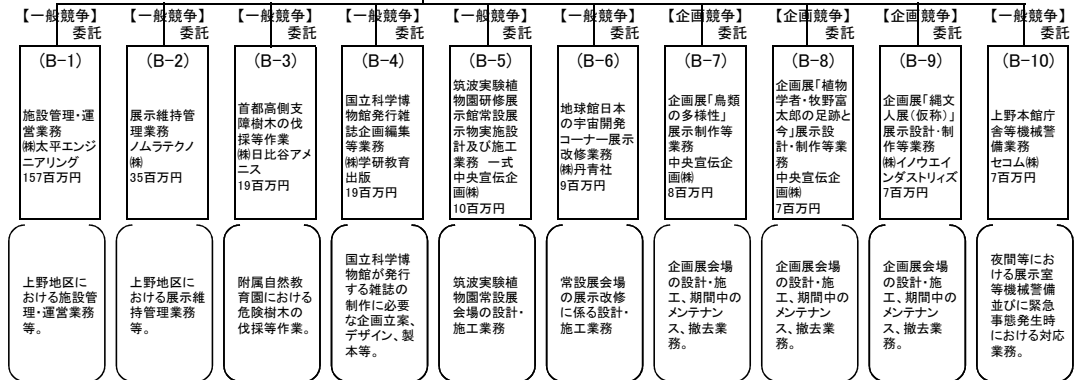 【一般競争】
委託
(B-1)
施設管理・運
営業務
㈱太平エンジ
ニアリング
157百万円
上野地区に
おける施設管
理・運営業務
等。
【一般競争】
委託
(B-2)
展示維持管
理業務
ノムラテクノ
㈱
35百万円
上野地区に
おける展示維
持管理業務
等。
【一般競争】
委託
(B-3)
首都高側支
障樹木の伐
採等作業
㈱日比谷アメ
ニス
19百万円
附属自然教
育園における
危険樹木の
伐採等作業。
【一般競争】
委託
(B-4)
国立科学博
物館発行雑
誌企画編集
等業務
㈱学研教育
出版
19百万円
国立科学博
物館が発行
する雑誌の
制作に必要
な企画立案、
デザイン、製
本等。
【一般競争】
委託
(B-5)
筑波実験植
物園研修展
示館常設展
示物実施設
計及び施工
業務 一式
中央宣伝企
画㈱
10百万円
筑波実験植
物園常設展
会場の設計・
施工業務
【一般競争】
委託
(B-6)
地球館日本
の宇宙開発
コーナー展示
改修業務
㈱丹青社
9百万円
常設展会場
の展示改修
に係る設計・
施工業務
【企画競争】
委託
(B-7)
企画展「鳥類
の多様性」
展示制作等
業務
中央宣伝企
画㈱
8百万円
企画展会場
の設計・施
工、期間中の
メンテナン
ス、撤去業
務。
【企画競争】
委託
(B-8)
企画展「植物
学者・牧野富
太郎の足跡と
今」展示設
計・制作等業
務
中央宣伝企
画㈱
7百万円
企画展会場
の設計・施
工、期間中の
メンテナン
ス、撤去業
務。
【企画競争】
委託
(B-9)
企画展「縄文
人展(仮称)」
展示設計・制
作等業務
㈱イノウエイ
ンダストリィズ
7百万円
企画展会場
の設計・施
工、期間中の
メンテナン
ス、撤去業
務。
【一般競争】
委託
(B-10)
上野本館庁
舎等機械警
備業務
セコム㈱
7百万円
夜間等にお
ける展示室
等機械警備
並びに緊急
事態発生時
における対応
業務。